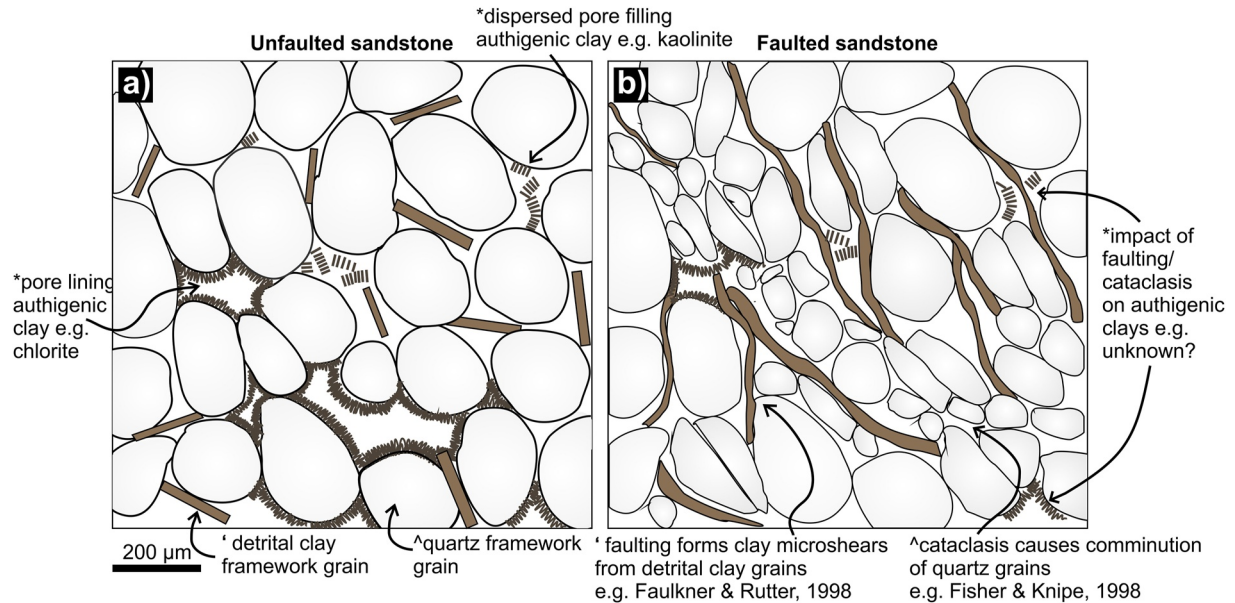 *dispersed pore filling
authigenic clay e.g. kaolinite
Unfaulted sandstone
Faulted sandstone
a)
b)
*pore lining
authigenic
clay e.g.
chlorite
*impact of
faulting/
cataclasis
on authigenic
clays e.g.
unknown?
200 µm
‘ detrital clay
framework grain
^quartz framework
grain
‘ faulting forms clay microshears
from detrital clay grains
e.g. Faulkner & Rutter, 1998
^cataclasis causes comminution
of quartz grains
e.g. Fisher & Knipe, 1998